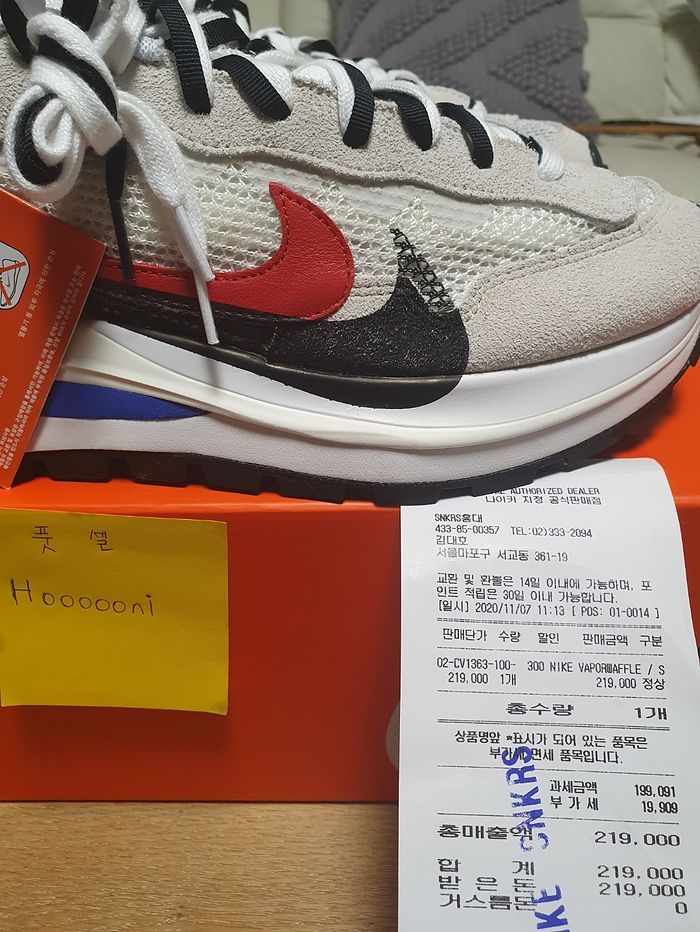 풋 셀
Hoooooni
AUTHORIZED DEALER
나이키 지정 공식판매점
SNKRS홍대
433-85-00357 TEL:02)333-2094
김대호
서울마포구 서교동 361-19
교환 및 환불은 14일 이내에 가능하며, 포
인트 적립은 30일 이내 가능합니다.
[일시] 2020/11/07 11:13 [ POS: 01-0014 ]
판매단가 수량 할인 판매금액 구분
02-CV1363-100- 300 NIKE VAPORWAFFLE / S
219,000 1개 219,000 정상
총수량 1개
상품명앞 *표시가 되어 있는 품목은
부가세 면세 품목입니다.
과세금액 199,091
부 가 세 19,909
총매출액 219,000
합 계 219,000
받 은 돈 219,000
거스름돈 0
SNKRS